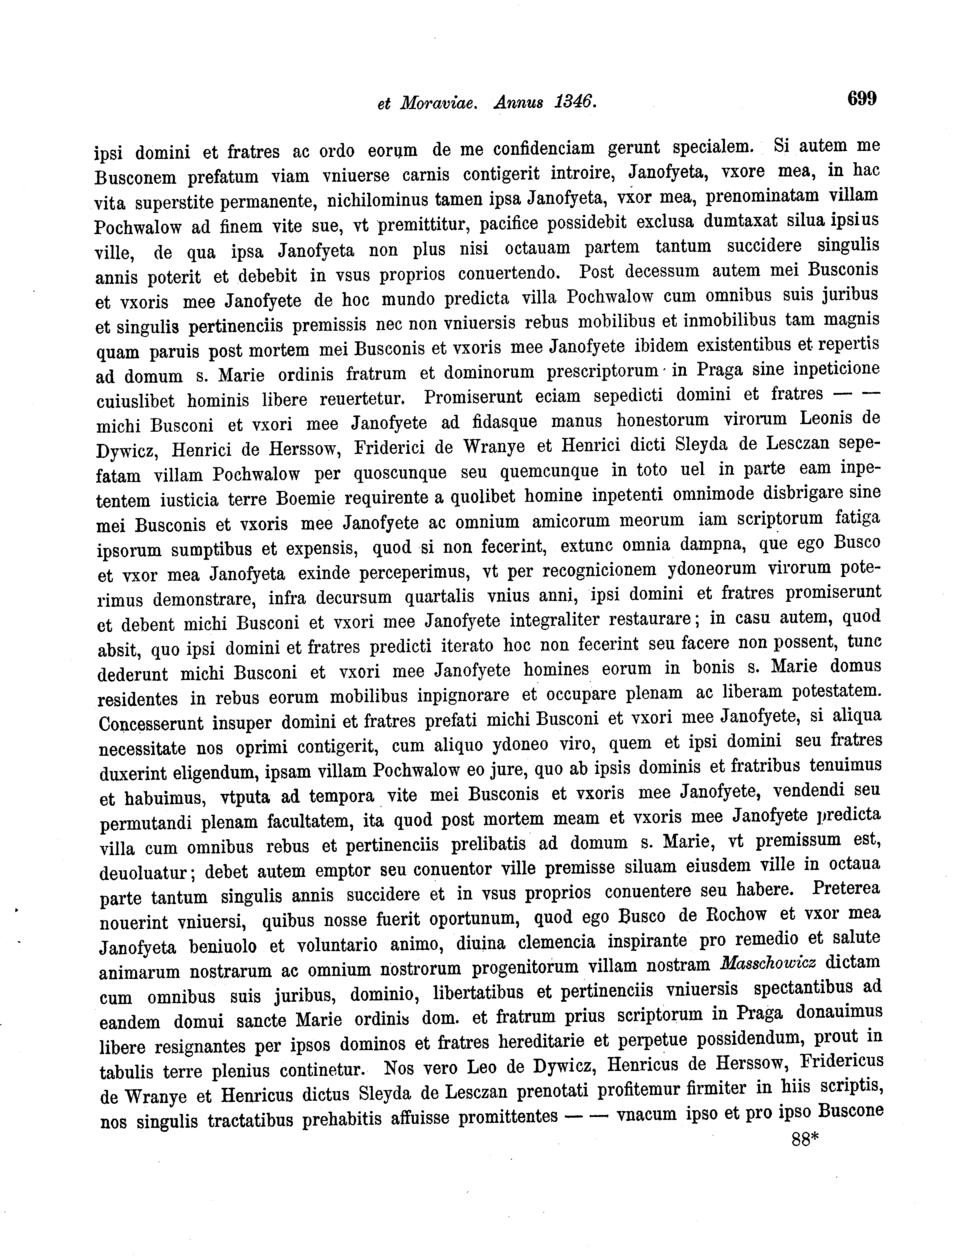 et Moraviae. Annus 1346. 699
ipsi domini et fratres ac ordo eorum de me confidenciam gerunt specialem. Si autem me
Busconem prefatum viam vniuerse carnis contigerit introire, Janofyeta, vxore mea, in hac
vita superstite permanente, nichilominus tamen ipsa Janofyeta, vxor mea, prenominatam villam
Pochwalow ad finem vite sue, vt premittitur, pacifice possidebit exclusa dumtaxat silua ipsius
ville, de qua ipsa Janofyeta non plus nisi octauam partem tantum succidere singulis
annis poterit et debebit in vsus proprios conuertendo. Post decessum autem mei Busconis
et vxoris mee Janofyete de hoc mundo predicta villa Pochwalow cum omnibus suis juribus
et singulis pertinenciis premissis nec non vniuersis rebus mobilibus et inmobilibus tam magnis
quam paruis post mortem mei Busconis et vxoris mee Janofyete ibidem existentibus et repertis
ad domum s. Marie ordinis fratrum et dominorum prescriptorum in Praga sine inpeticione
cuiuslibet hominis libere reuertetur. Promiserunt eciam sepedicti domini et fratres — —
michi Busconi et vxori mee Janofyete ad fidasque manus honestorum virorum Leonis de
Dywicz, Henrici de Herssow, Friderici de Wranye et Henrici dicti Sleyda de Lesczan sepe-
fatam villam Pochwalow per quoscunque seu quemcunque in toto uel in parte eam inpe-
tentem iusticia terre Boemie requirente a quolibet homine inpetenti omnimode disbrigare sine
mei Busconis et vxoris mee Janofyete ac omnium amicorum meorum iam scriptorum fatiga
ipsorum sumptibus et expensis, quod si non fecerint, extunc omnia dampna, que ego Busco
et vxor mea Janofyeta exinde perceperimus, vt per recognicionem ydoneorum virorum pote-
rimus demonstrare, infra decursum quartalis vnius anni, ipsi domini et fratres promiserunt
et debent michi Busconi et vxori mee Janofyete integraliter restaurare; in casu autem, quod
absit, quo ipsi domini et fratres predicti iterato hoc non fecerint seu facere non possent, tunc
dederunt michi Busconi et vxori mee Janofyete homines eorum in bonis s. Marie domus
residentes in rebus eorum mobilibus inpignorare et occupare plenam ac liberam potestatem.
Concesserunt insuper domini et fratres prefati michi Busconi et vxori mee Janofyete, si aliqua
necessitate nos oprimi contigerit, cum aliquo ydoneo viro, quem et ipsi domini seu fratres
duxerint eligendum, ipsam villam Pochwalow eo jure, quo ab ipsis dominis et fratribus tenuimus
et habuimus, vtputa ad tempora vite mei Busconis et vxoris mee Janofyete, vendendi seu
permutandi plenam facultatem, ita quod post mortem meam et vxoris mee Janofyete predicta
villa cum omnibus rebus et pertinenciis prelibatis ad domum s. Marie, vt premissum est,
deuoluatur; debet autem emptor seu conuentor ville premisse siluam eiusdem ville in octaua
parte tantum singulis annis succidere et in vsus proprios conuentere seu habere. Preterea
nouerint vniuersi, quibus nosse fuerit oportunum, quod ego Busco de Rochow et vxor mea
Janofyeta beniuolo et voluntario animo, diuina clemencia inspirante pro remedio et salute
animarum nostrarum ac omnium nostrorum progenitorum villam nostram Masschowicz dictam
cum omnibus suis juribus, dominio, libertatibus et pertinenciis vniuersis spectantibus ad
eandem domui sancte Marie ordinis dom. et fratrum prius scriptorum in Praga donauimus
libere resignantes per ipsos dominos et fratres hereditarie et perpetue possidendum, prout in
tabulis terre plenius continetur. Nos vero Leo de Dywicz, Henricus de Herssow, Fridericus
de Wranye et Henricus dictus Sleyda de Lesczan prenotati profitemur firmiter in hiis scriptis,
nos singulis tractatibus prehabitis affuisse promittentes — — vnacum ipso et pro ipso Buscone
88*